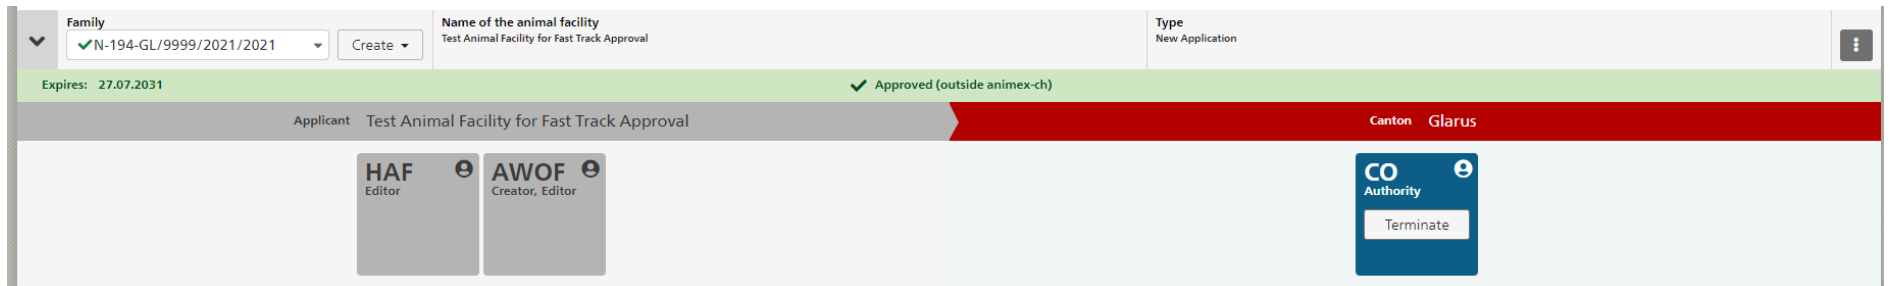 Family
N-194-GL/9999/2021/2021
Create
Name of the animal facility
Test Animal Facility for Fast Track Approval
Type
New Application
Expires: 27.07.2031
Approved (outside animex-ch)
Applicant Test Animal Facility for Fast Track Approval
Canton Glarus
HAF
Editor
AWOF
Creator, Editor
CO
Authority
Terminate